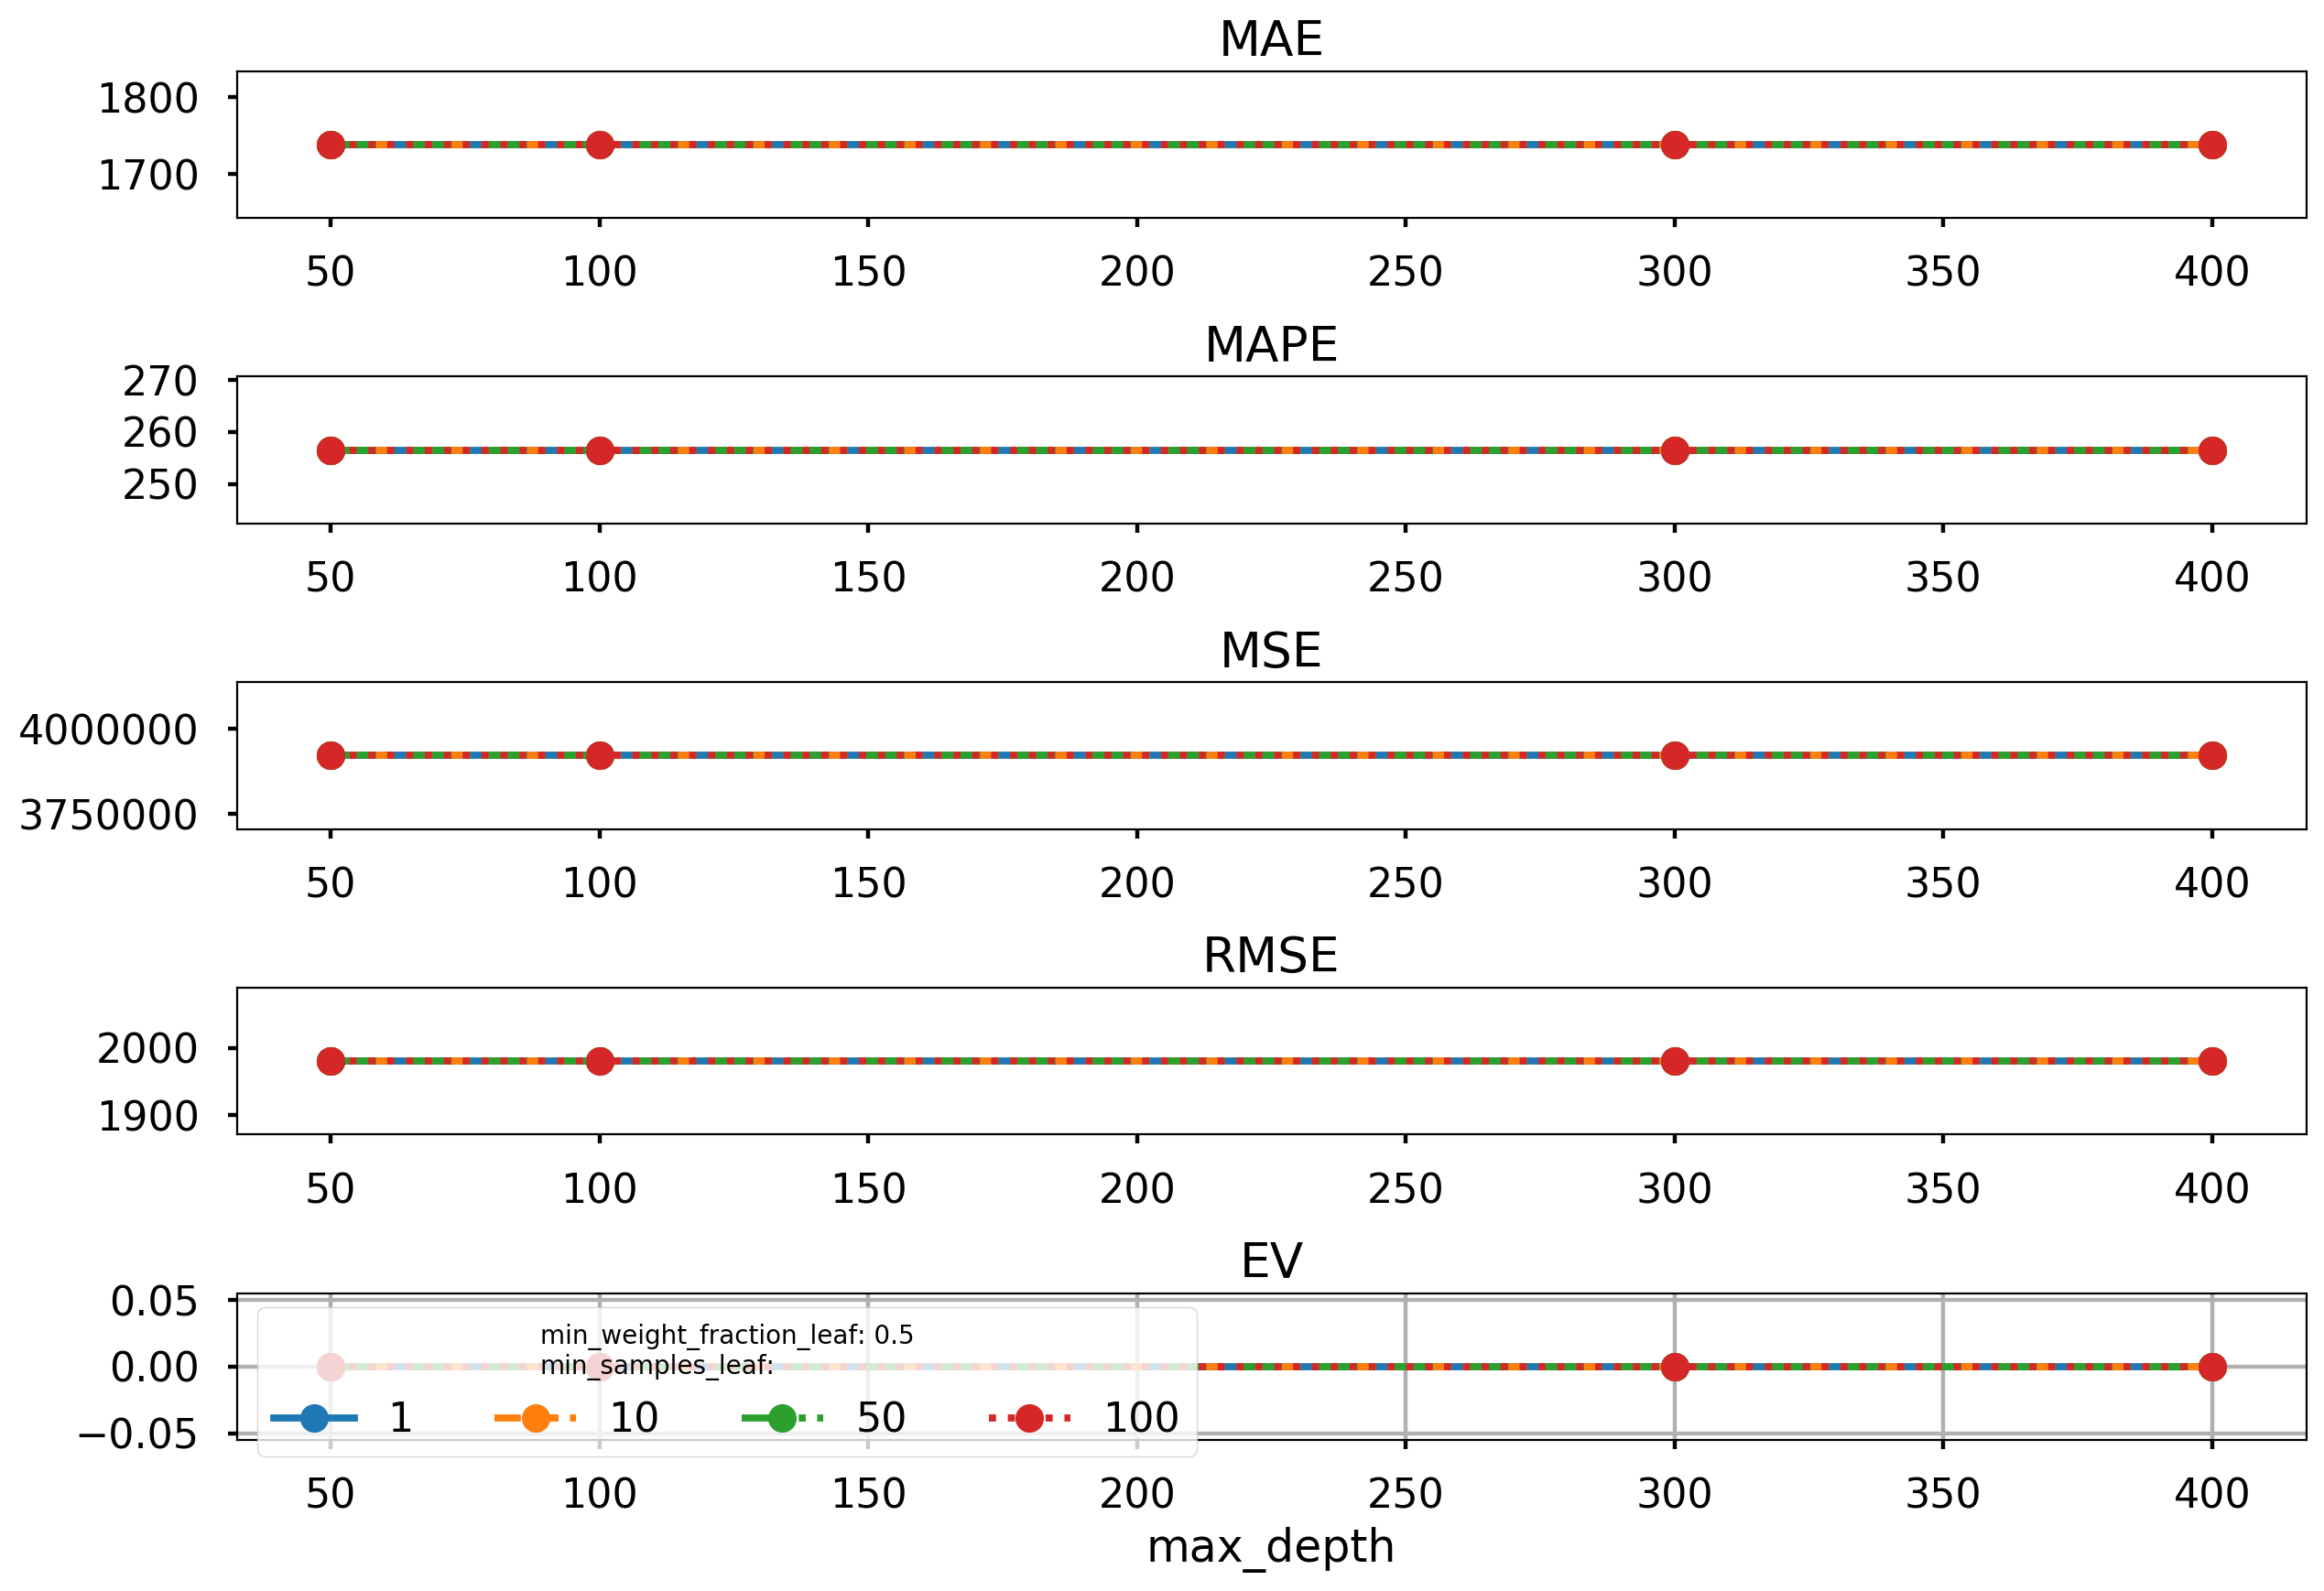 MAE
1800
1700
50 100 150 200 250 300 350 400
MAPE
270
260
250
50 100 150 200 250 300 350 400
MSE
4000000
3750000
50 100 150 200 250 300 350 400
RMSE
2000
1900
50 100 150 200 250 300 350 400
EV
0.05
0.00
−0.05
min_weight_fraction_leaf: 0.5
min_samples_leaf:
1 10 50 100
50 100 150 200 250 300 350 400
max_depth